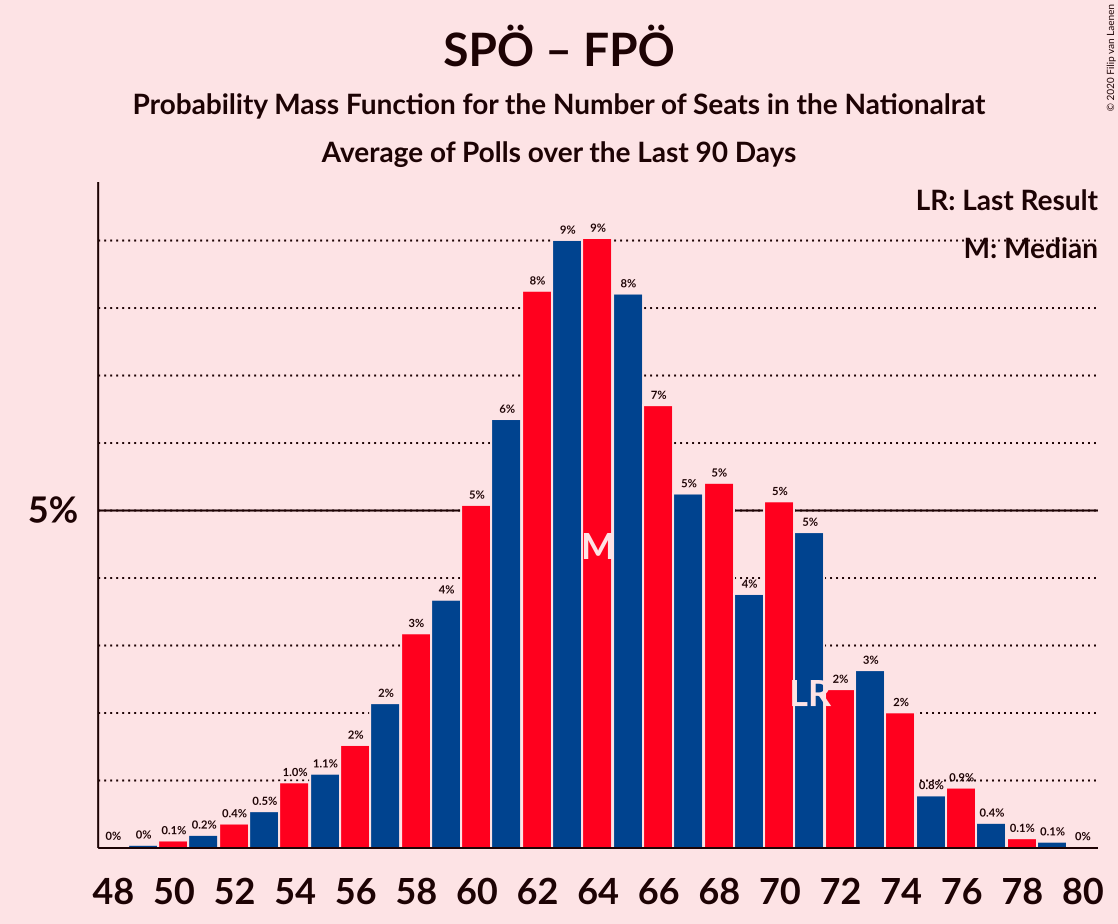 SPÖ – FPÖ
Probability Mass Function for the Number of Seats in the Nationalrat
Average of Polls over the Last 90 Days
© 2020 Filip van Laenen
LR: Last Result
M: Median
5%
0% 0% 0.1% 0.2% 0.4% 0.5% 1.0% 1.1% 2% 2% 3% 4% 5% 6% 8% 9% 9% 8% 7% 5% 5% 4% 5% 5% 2% 3% 2% 0.8% 0.9% 0.4% 0.1% 0.1% 0%
M
LR
48 50 52 54 56 58 60 62 64 66 68 70 72 74 76 78 80